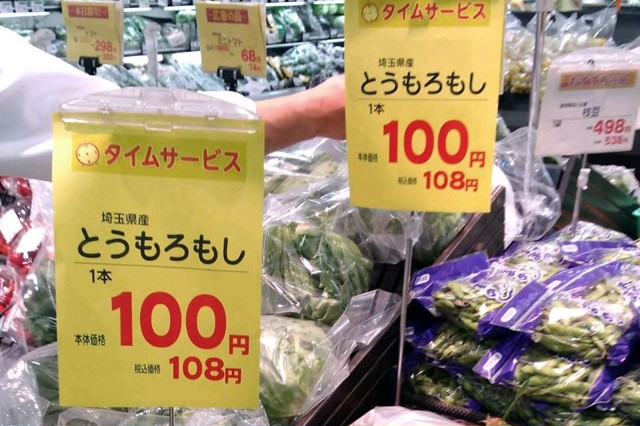 タイムサービス
埼玉県産
とうもろもし
1本
本体価格 100円
税込価格 108円
タイムサービス
埼玉県産
とうもろもし
1本
本体価格 100円
税込価格 108円
298
68
枝豆
498円
538